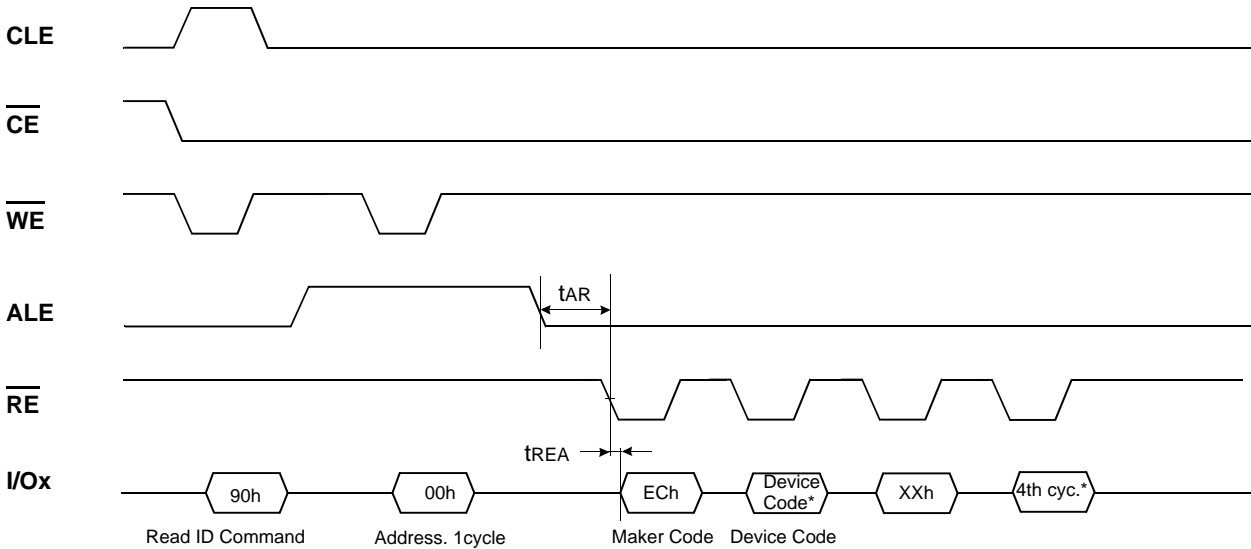 CLE
CE
WE
ALE
tAR
RE
tREA
I/Ox
90h
00h
ECh
Device
Code*
XXh
4th cyc.*
Read ID Command
Address. 1cycle
Maker Code
Device Code